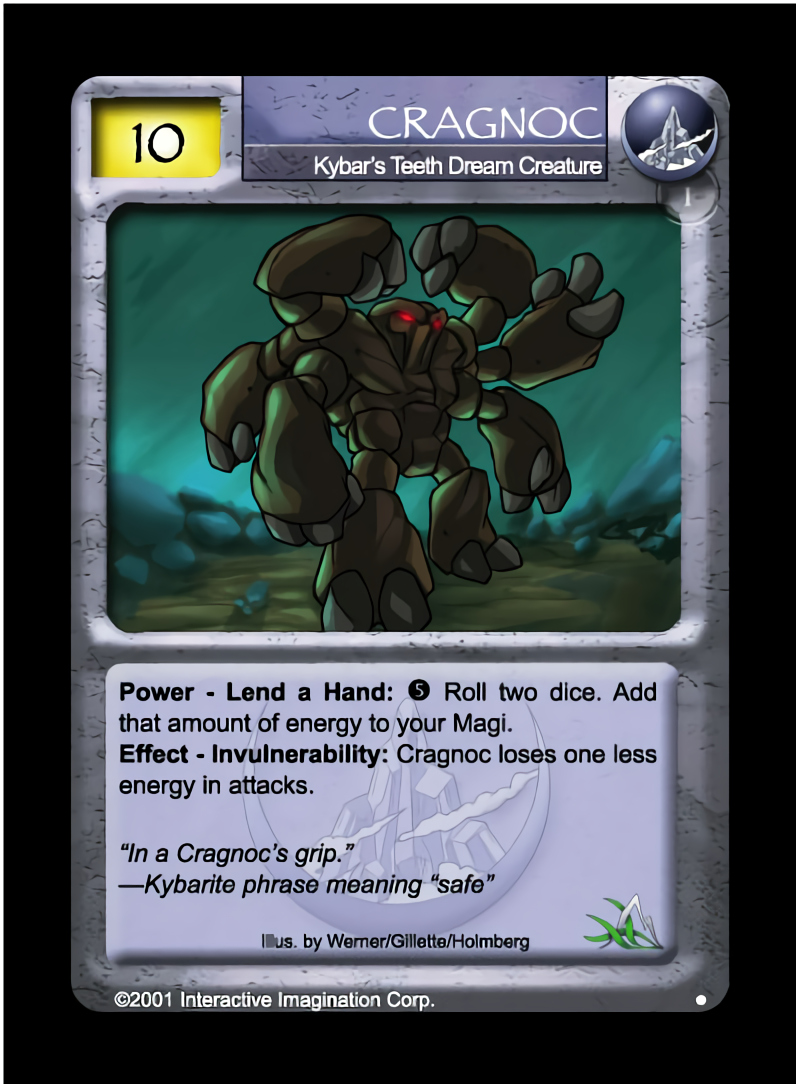 10
CRAGNOC
Kybar's Teeth Dream Creature
1
Power - Lend a Hand: ❺ Roll two dice. Add
that amount of energy to your Magi.
Effect - Invulnerability: Cragnoc loses one less
energy in attacks.
“In a Cragnoc's grip.”
—Kybarite phrase meaning “safe”
Illus. by Werner/Gillette/Holmberg
©2001 Interactive Imagination Corp.